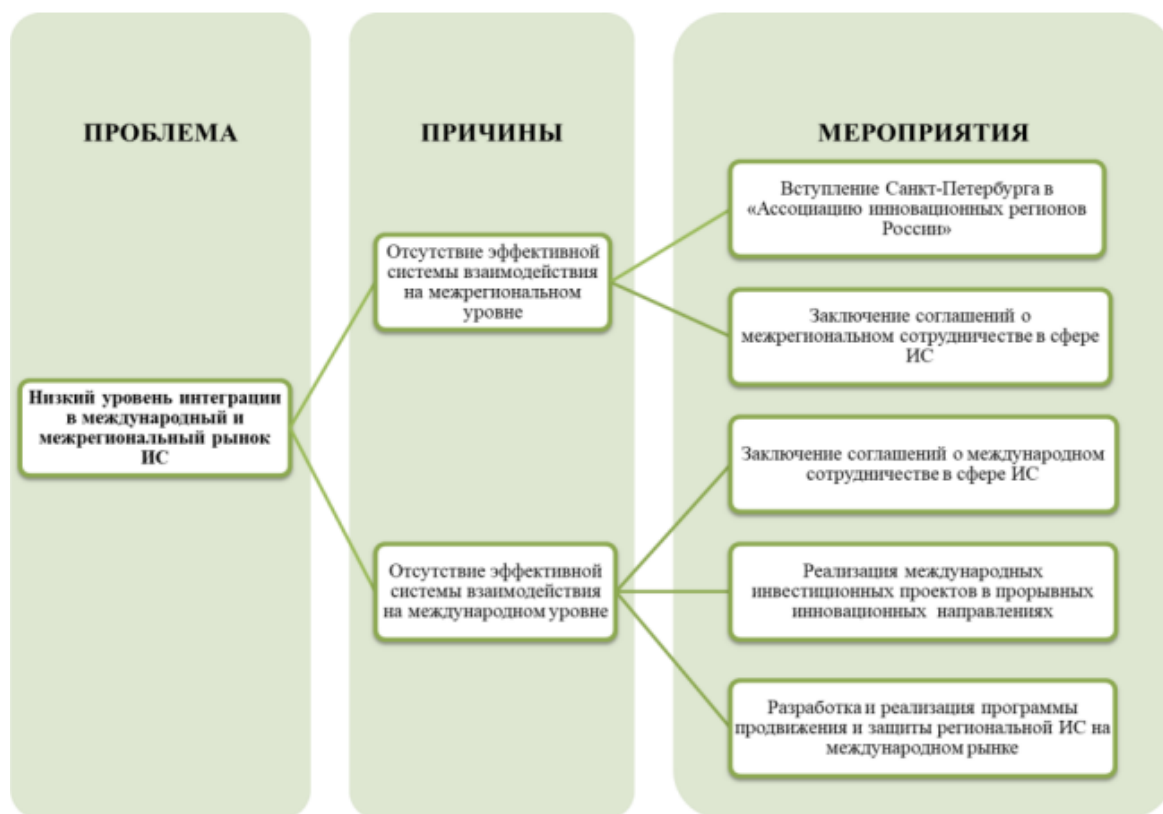 ПРОБЛЕМА
ПРИЧИНЫ
МЕРОПРИЯТИЯ
Низкий уровень интеграции
в международный и
межрегиональный рынок
ИС
Отсутствие эффективной
системы взаимодействия
на межрегиональном
уровне
Отсутствие эффективной
системы взаимодействия
на международном уровне
Вступление Санкт-Петербурга в
«Ассоциацию инновационных регионов
России»
Заключение соглашений о
межрегиональном сотрудничестве в сфере
ИС
Заключение соглашений о международном
сотрудничестве в сфере ИС
Реализация международных
инвестиционных проектов в прорывных
инновационных направлениях
Разработка и реализация программы
продвижения и защиты региональной ИС на
международном рынке